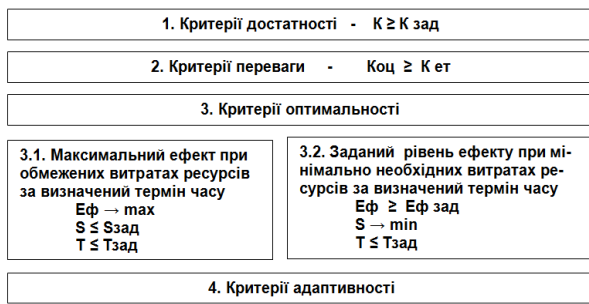 1. Критерії достатності - К ≥ К зад
2. Критерії переваги - Коц ≥ К ет
3. Критерії оптимальності
3.1. Максимальний ефект при
обмежених витратах ресурсів
за визначений термін часу
Еф → max
S ≤ Sзад
T ≤ Тзад
3.2. Заданий рівень ефекту при мі-
німально необхідних витратах ре-
сурсів за визначений термін часу
Еф ≥ Еф зад
S → min
T ≤ Тзад
4. Критерії адаптивності